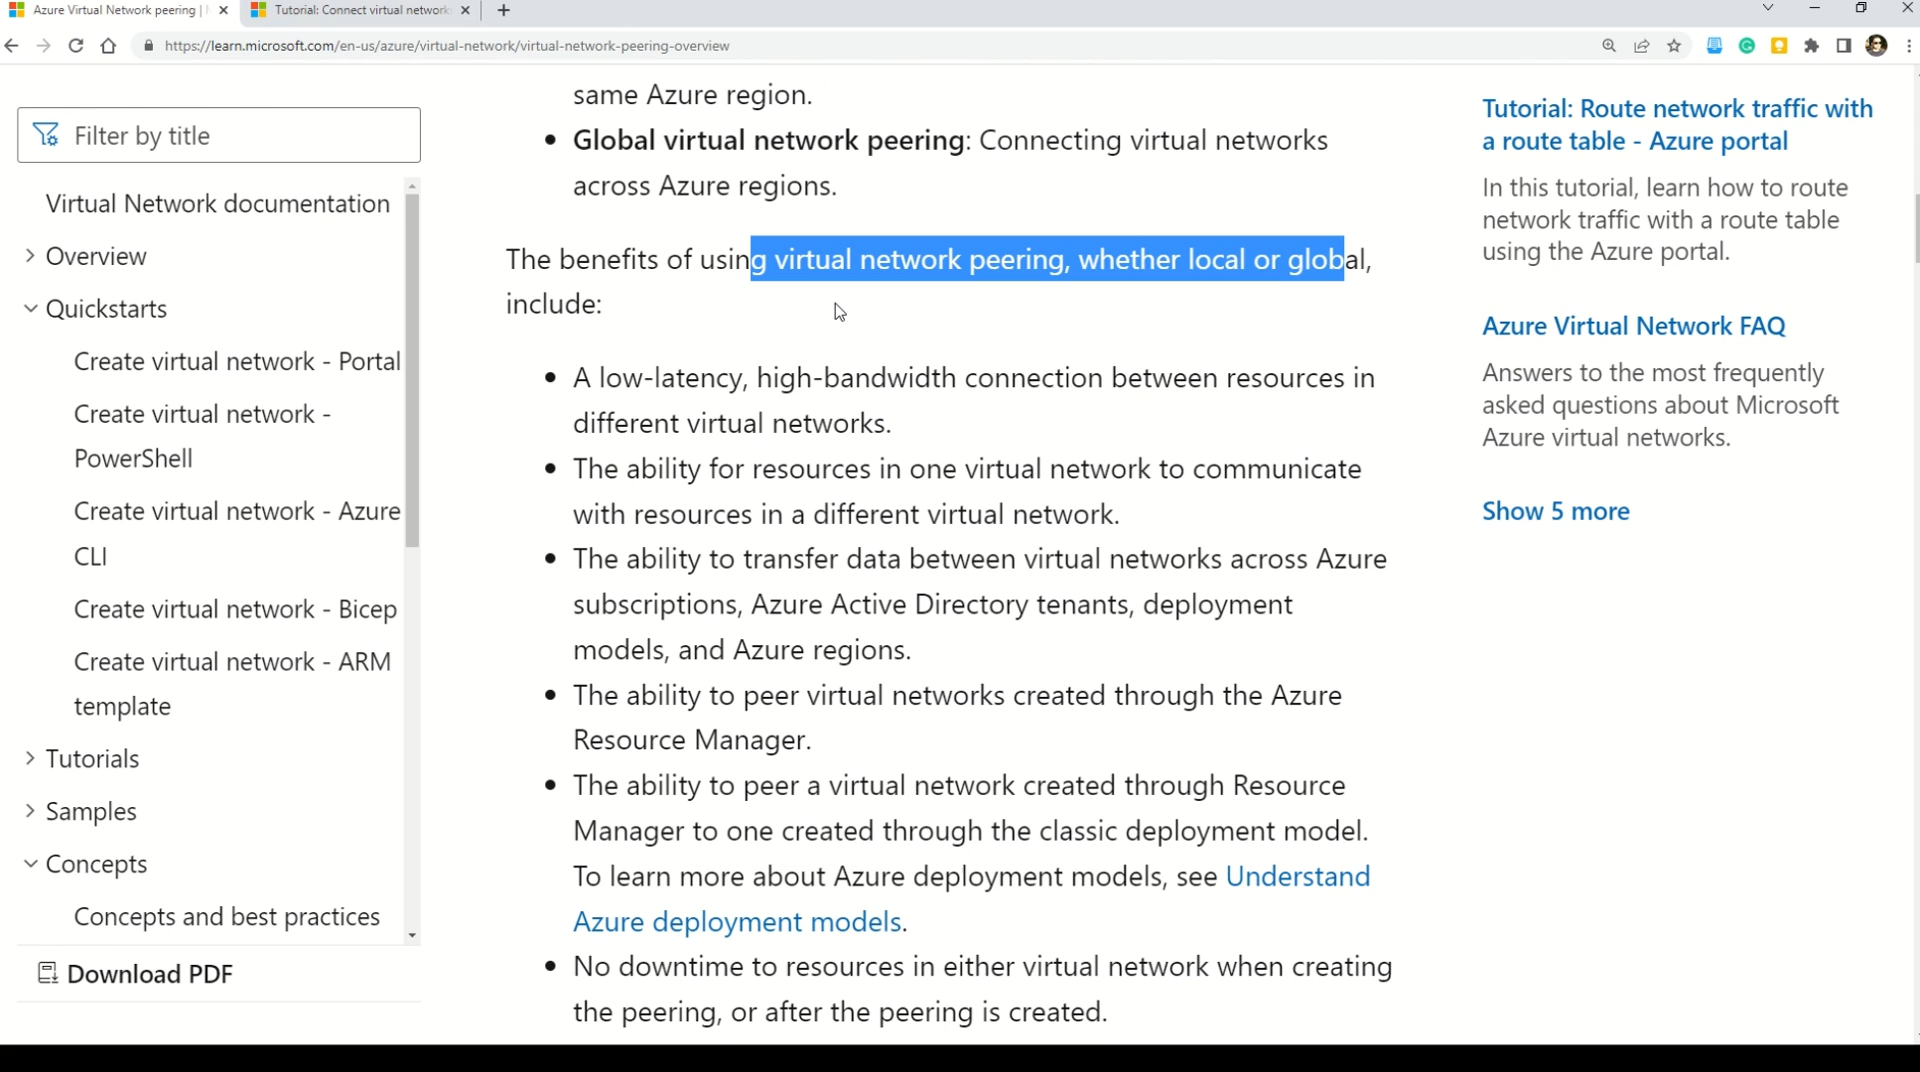 Azure Virtual Network peering |
Tutorial: Connect virtual network
https://learn.microsoft.com/en-us/azure/virtual-network/virtual-network-peering-overview
Filter by title
Virtual Network documentation
Overview
Quickstarts
Create virtual network - Portal
Create virtual network -
PowerShell
Create virtual network - Azure
CLI
Create virtual network - Bicep
Create virtual network - ARM
template
Tutorials
Samples
Concepts
Concepts and best practices
Download PDF
same Azure region.
• Global virtual network peering: Connecting virtual networks
across Azure regions.
The benefits of using virtual network peering, whether local or global,
include:
• A low-latency, high-bandwidth connection between resources in
different virtual networks.
• The ability for resources in one virtual network to communicate
with resources in a different virtual network.
• The ability to transfer data between virtual networks across Azure
subscriptions, Azure Active Directory tenants, deployment
models, and Azure regions.
• The ability to peer virtual networks created through the Azure
Resource Manager.
• The ability to peer a virtual network created through Resource
Manager to one created through the classic deployment model.
To learn more about Azure deployment models, see Understand
Azure deployment models.
• No downtime to resources in either virtual network when creating
the peering, or after the peering is created.
Tutorial: Route network traffic with
a route table - Azure portal
In this tutorial, learn how to route
network traffic with a route table
using the Azure portal.
Azure Virtual Network FAQ
Answers to the most frequently
asked questions about Microsoft
Azure virtual networks.
Show 5 more